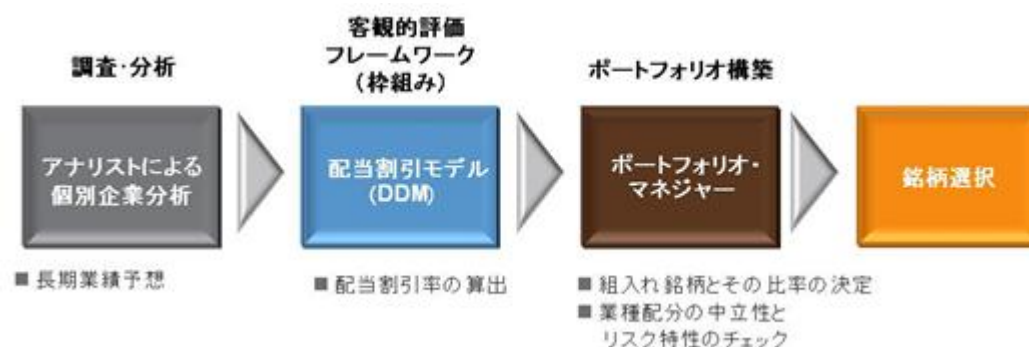 調査・分析
客観的評価
フレームワーク
(枠組み)
ポートフォリオ構築
アナリストによる
個別企業分析
配当割引モデル
(DDM)
ポートフォリオ・
マネジャー
銘柄選択
■ 長期業績予想
■ 配当割引率の算出
■ 組入れ銘柄とその比率の決定
■ 業種配分の中立性と
リスク特性のチェック